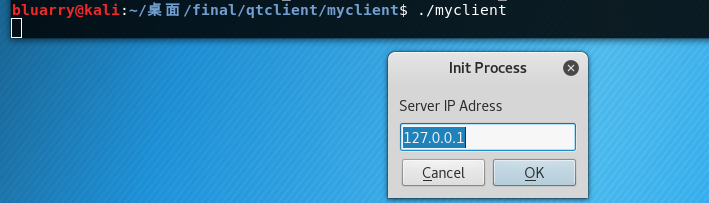 bluarry@kali:~/桌面/final/qtclient/myclient$ ./myclient
Init Process
Server IP Adress
127.0.0.1
Cancel
OK